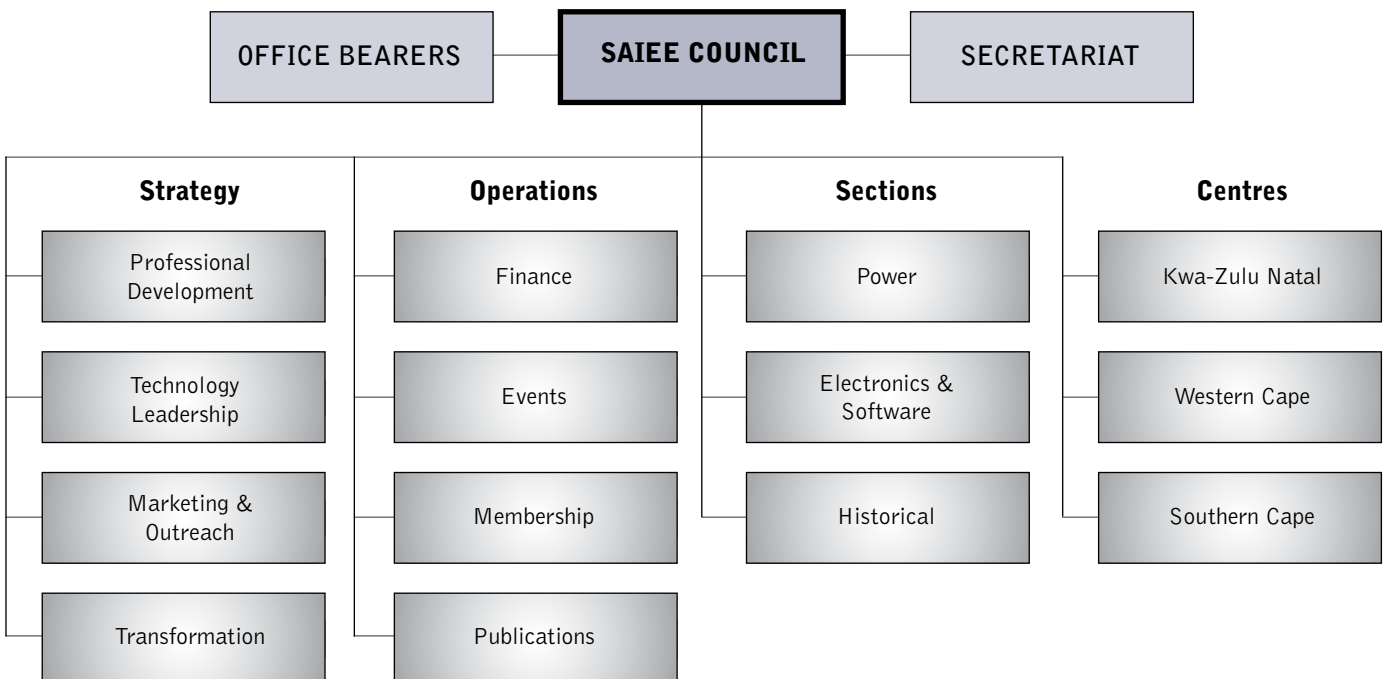 OFFICE BEARERS
SAIEE COUNCIL
SECRETARIAT
Strategy
Professional
Development
Technology
Leadership
Marketing &
Outreach
Transformation
Operations
Finance
Events
Membership
Publications
Sections
Power
Electronics &
Software
Historical
Centres
Kwa-Zulu Natal
Western Cape
Southern Cape